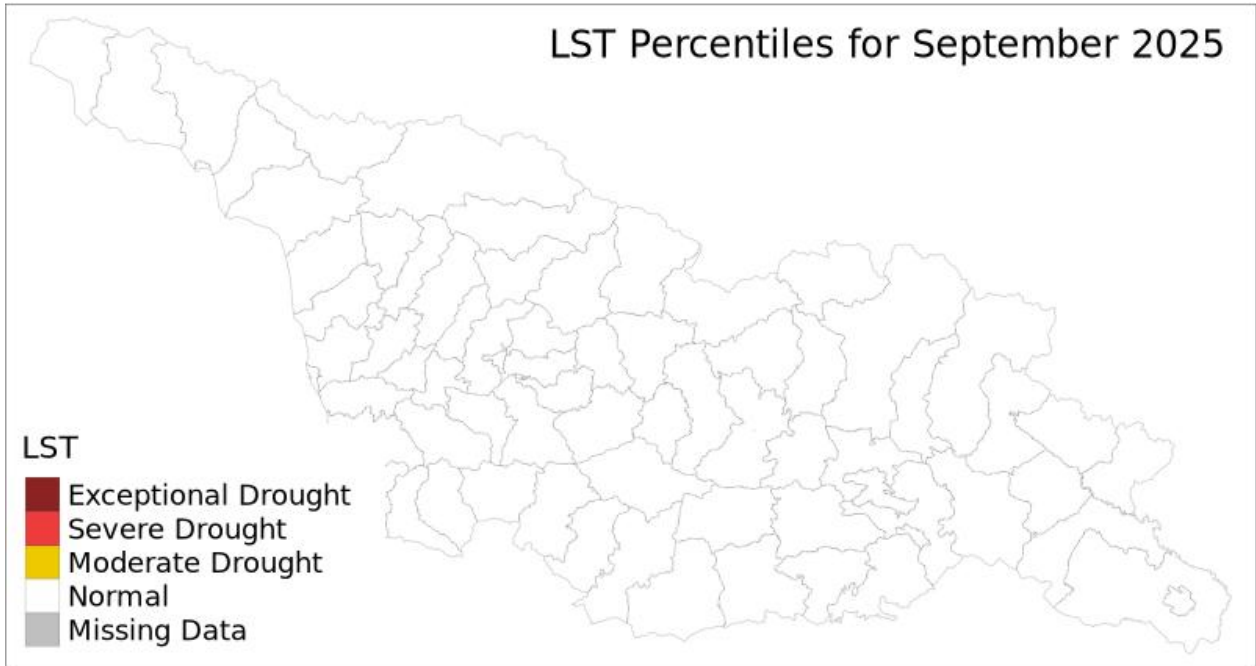 LST Percentiles for September 2025
LST
Exceptional Drought
Severe Drought
Moderate Drought
Normal
Missing Data